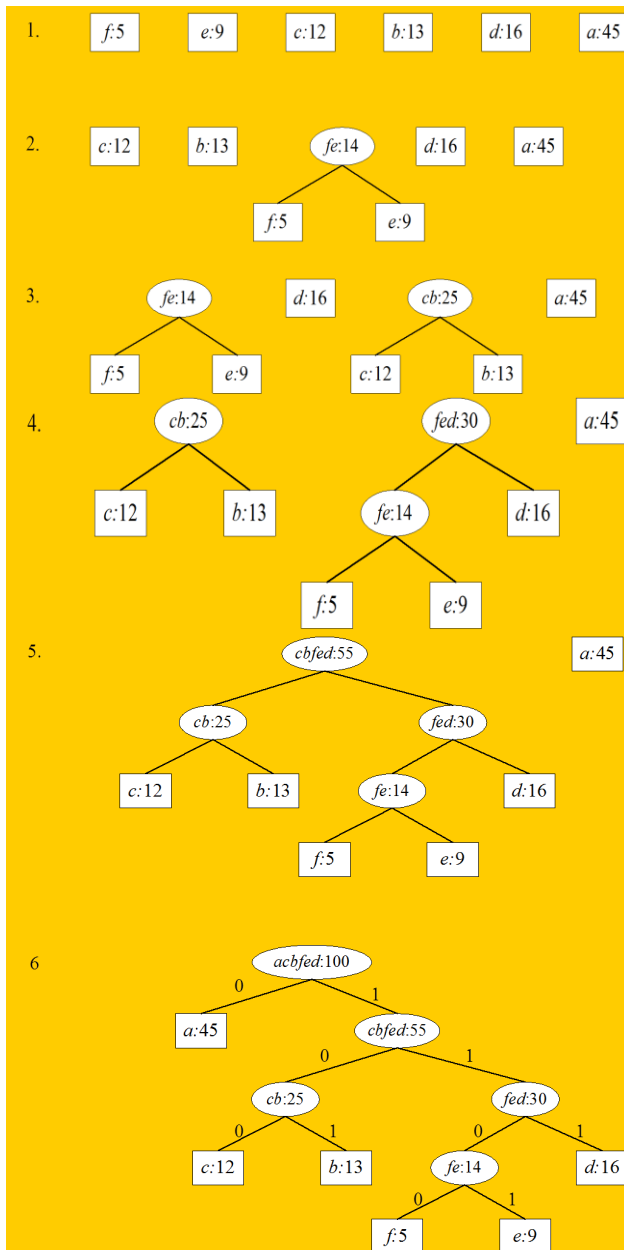 1. f:5 e:9 c:12 b:13 d:16 a:45
2. c:12 b:13 fe:14 d:16 a:45
f:5 e:9
3. fe:14 d:16 cb:25 a:45
f:5 e:9 c:12 b:13
4. cb:25 fed:30 a:45
c:12 b:13 fe:14 d:16
f:5 e:9
5. cbfed:55 a:45
cb:25 fed:30
c:12 b:13 fe:14 d:16
f:5 e:9
6 acbfed:100
0 1
a:45 cbfed:55
0 1
cb:25 fed:30
0 1 0 1
c:12 b:13 fe:14 d:16
0 1
f:5 e:9